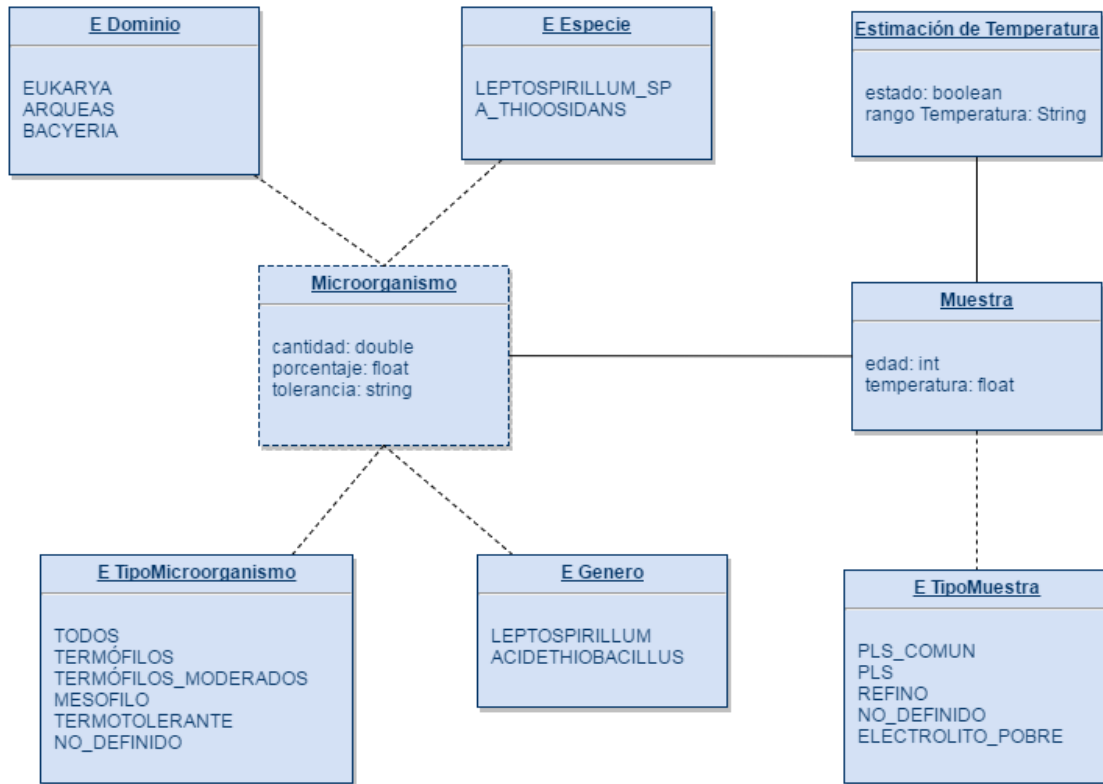 E Dominio
EUKARYA
ARQUEAS
BACYERIA
E Especie
LEPTOSPIRILLUM_SP
A_THIOOSIDANS
Estimación de Temperatura
estado: boolean
rango Temperatura: String
Microorganismo
cantidad: double
porcentaje: float
tolerancia: string
Muestra
edad: int
temperatura: float
E TipoMicroorganismo
TODOS
TERMÓFILOS
TERMÓFILOS_MODERADOS
MESOFILO
TERMOTOLERANTE
NO_DEFINIDO
E Genero
LEPTOSPIRILLUM
ACIDETHIOBACILLUS
E TipoMuestra
PLS_COMUN
PLS
REFINO
NO_DEFINIDO
ELECTROLITO_POBRE